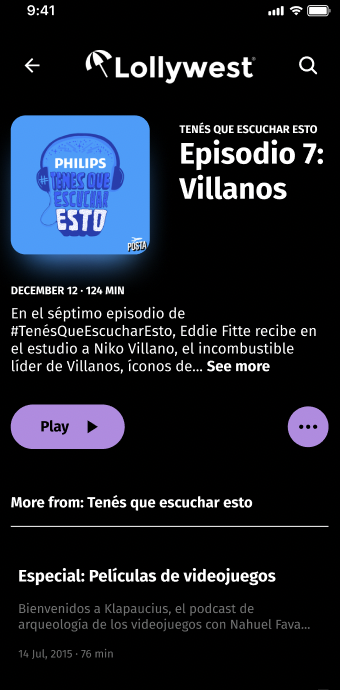 9:41
Lollywest
PHILIPS
#TENÉS QUE
ESCUCHAR
ESTO
POSTA
TENÉS QUE ESCUCHAR ESTO
Episodio 7:
Villanos
DECEMBER 12 · 124 MIN
En el séptimo episodio de
#TenésQueEscucharEsto, Eddie Fitte recibe en
el estudio a Niko Villano, el incombustible
líder de Villanos, íconos de... See more
Play
More from: Tenés que escuchar esto
Especial: Películas de videojuegos
Bienvenidos a Klapaucius, el podcast de
arqueología de los videojuegos con Nahuel Fava...
14 Jul, 2015 · 76 min